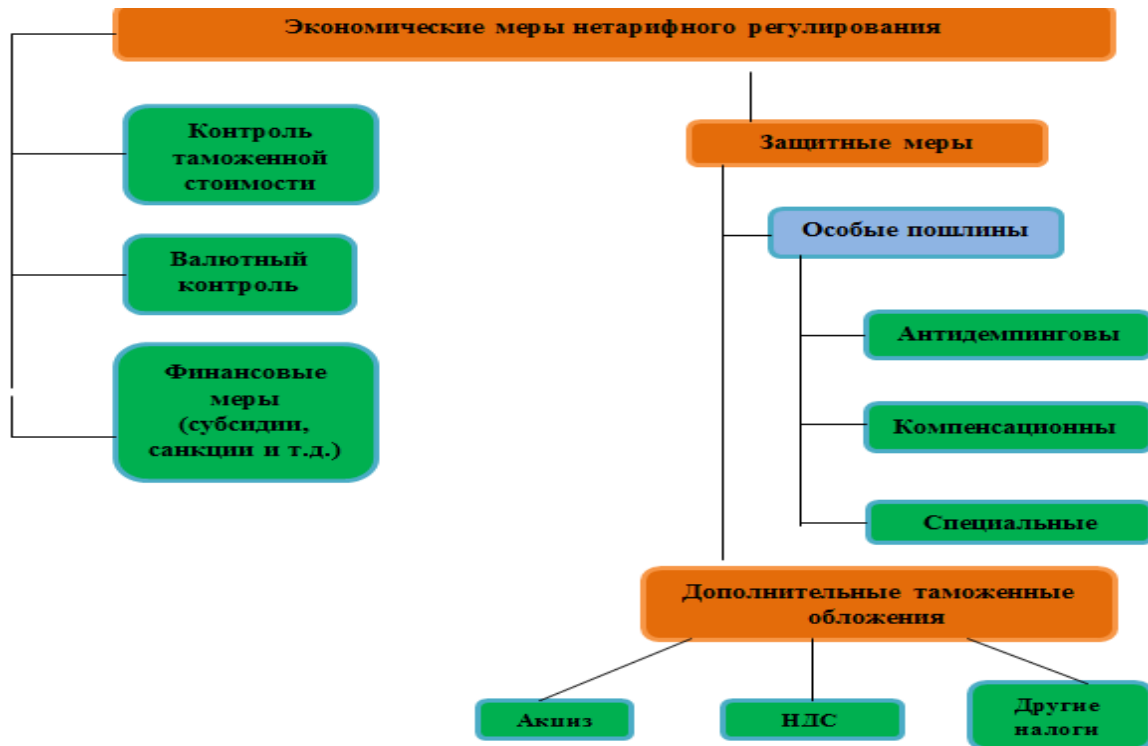 Экономические меры нетарифного регулирования
Контроль
таможенной
стоимости
Валютный
контроль
Финансовые
меры
(субсидии,
санкции и т.д.)
Защитные меры
Особые пошлины
Антидемпинговы
Компенсационны
Специальные
Дополнительные таможенные
обложения
Акциз
НДС
Другие
налоги